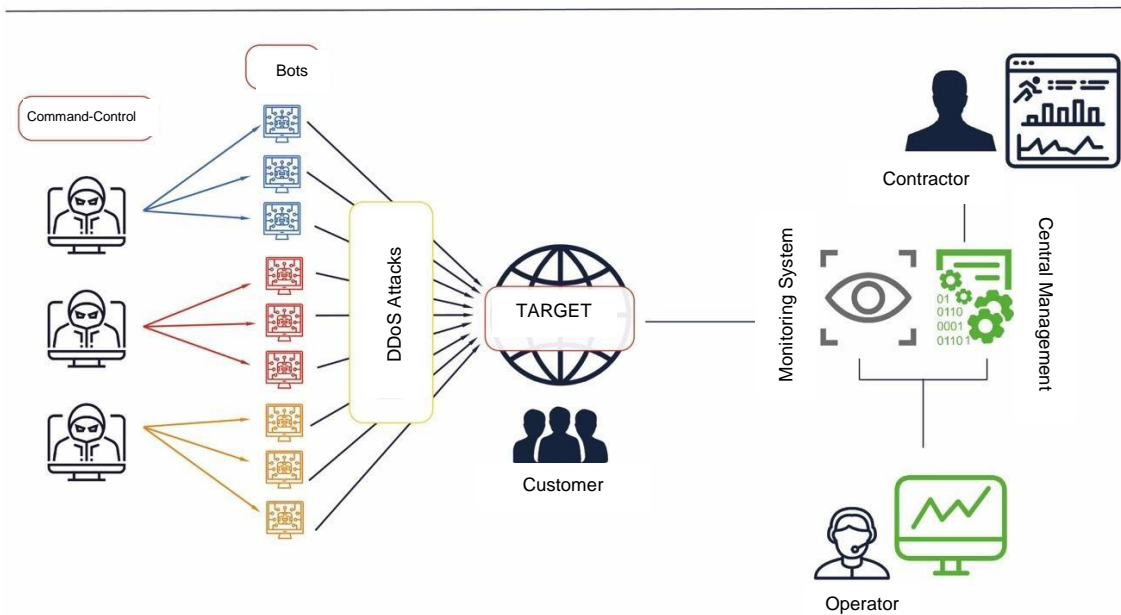 Bots
Command-Control
DDoS Attacks
TARGET
Customer
Contractor
Monitoring System
Central Management
01
0110
0001
0110 1
Operator